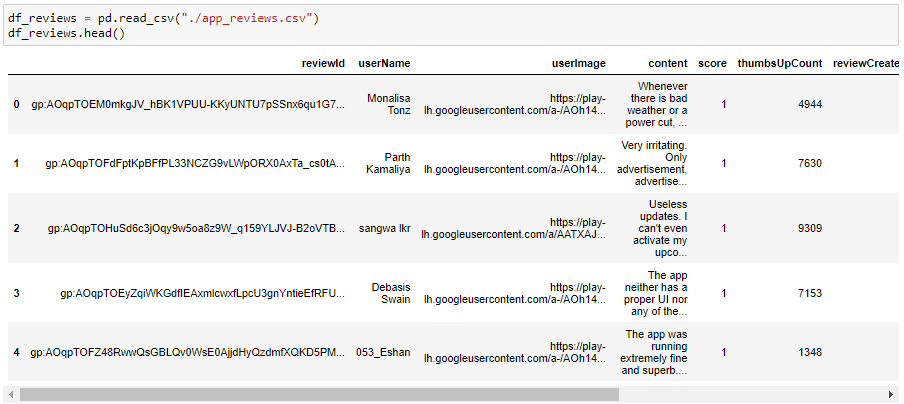 df_reviews = pd.read_csv("./app_reviews.csv")
df_reviews.head()
reviewId userName userImage content score thumbsUpCount reviewCreate
0 gp:AOqpTOEM0mkgJV_hBK1VPUU-KKyUNTU7pSSnx6qu1G7... Monalisa Tonz https://play-lh.googleusercontent.com/a-/AOh14... Whenever there is bad weather or a power cut, ... 1 4944
1 gp:AOqpTOFdFptKpBFfPL33NCZG9vLWpORX0AxTa_cs0tA... Parth Kamaliya https://play-lh.googleusercontent.com/a-/AOh14... Very irritating. Only advertisement, advertise... 1 7630
2 gp:AOqpTOHuSd6c3jOqy9w5oa8z9W_q159YLJVJ-B2oVTB... sangwa lkr https://play-lh.googleusercontent.com/a/AATXAJ... Useless updates. I can't even activate my upco... 1 9309
3 gp:AOqpTOEyZqiWKGdflEAxmlcwxfLpcU3gnYntieEfRFU... Debasis Swain https://play-lh.googleusercontent.com/a-/AOh14... The app neither has a proper UI nor any of the... 1 7153
4 gp:AOqpTOFZ48RwwQsGBLQv0WsE0AjjdHyQzdmfXQKD5PM... 053_Eshan https://play-lh.googleusercontent.com/a-/AOh14... The app was running extremely fine and superb.... 1 1348